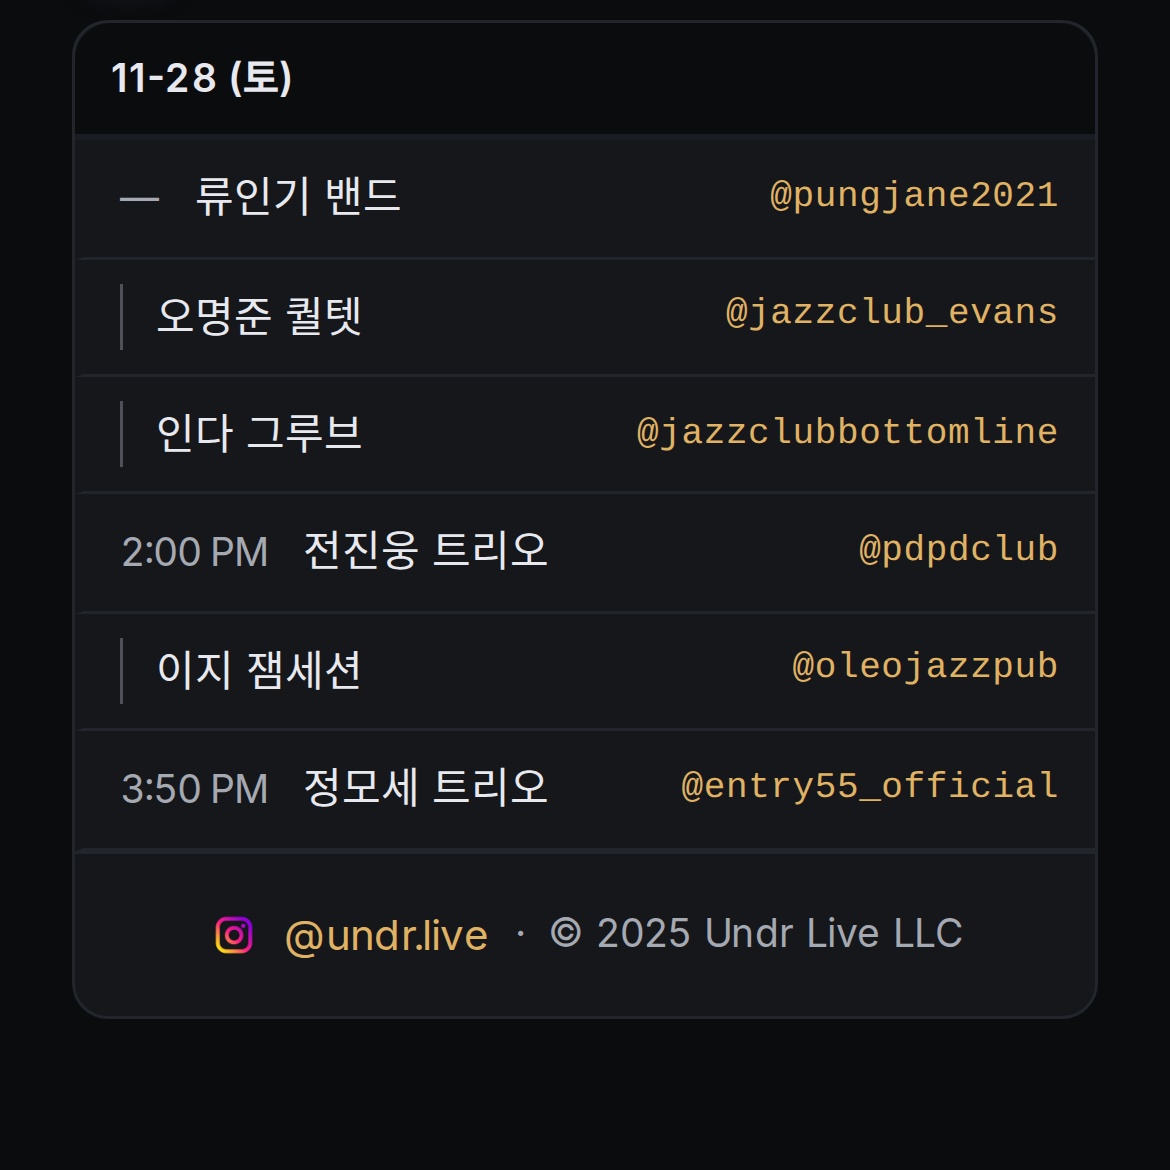 11-28 (토)
— 류인기 밴드 @pungjane2021
오명준 퀄텟 @jazzclub_evans
인다 그루브 @jazzclubbottomline
2:00 PM 전진웅 트리오 @pdpdclub
이지 잼세션 @oleojazzpub
3:50 PM 정모세 트리오 @entry55_official
@undr.live · © 2025 Undr Live LLC